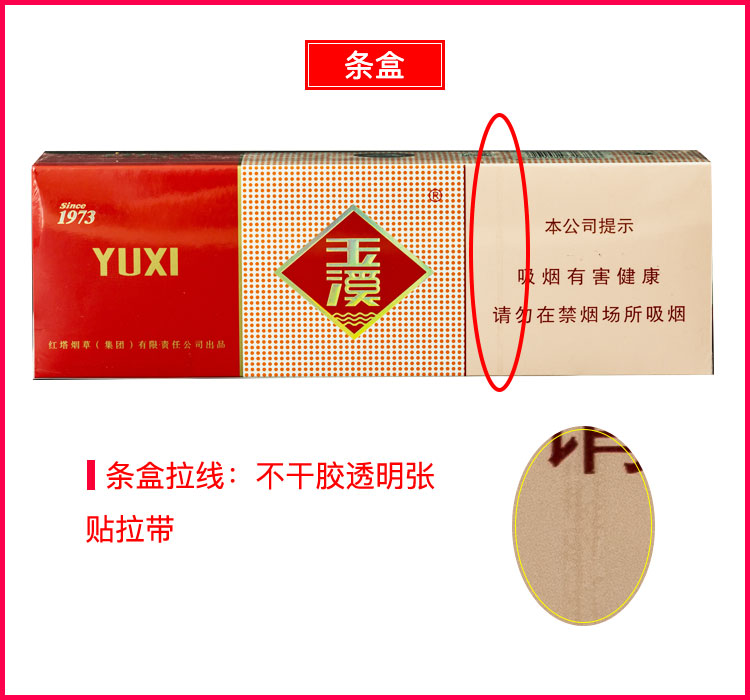 条盒
Since
1973
YUXI
红塔烟草（集团）有限责任公司出品
玉溪
®
本公司提示
吸烟有害健康
请勿在禁烟场所吸烟
条盒拉线：不干胶透明张
贴拉带